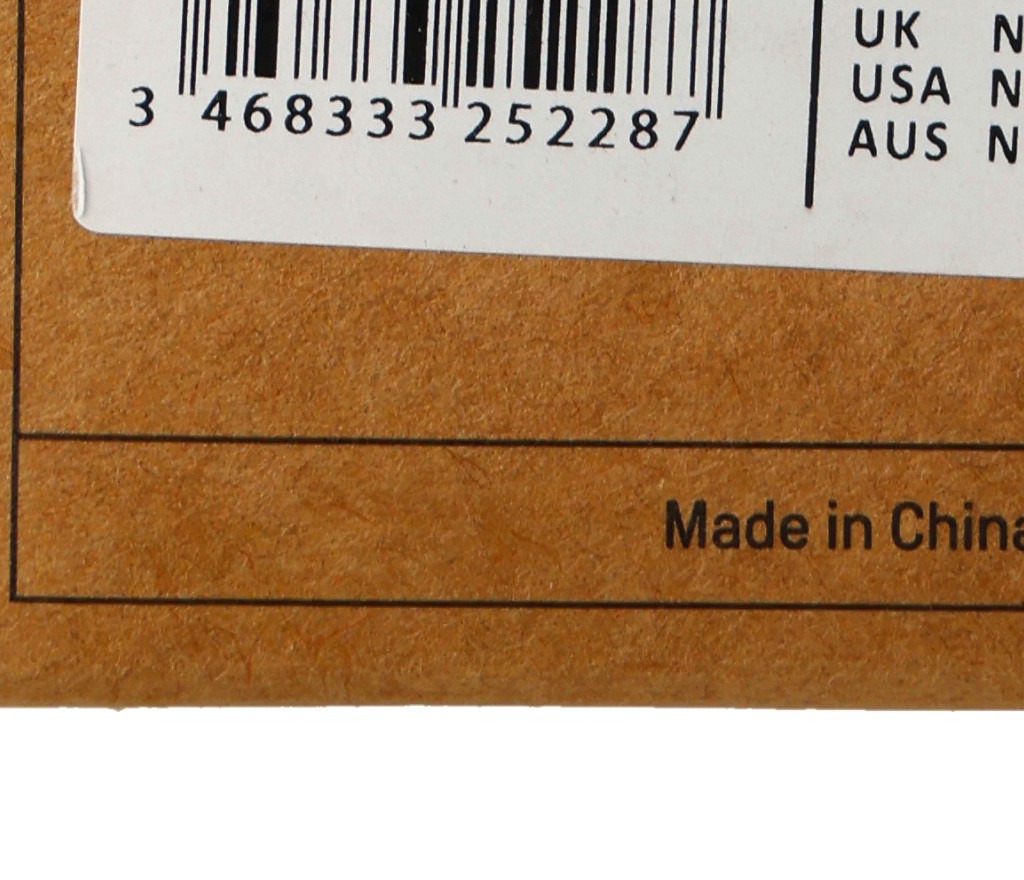 3 468333 252287
UK N
USA N
AUS N
Made in China